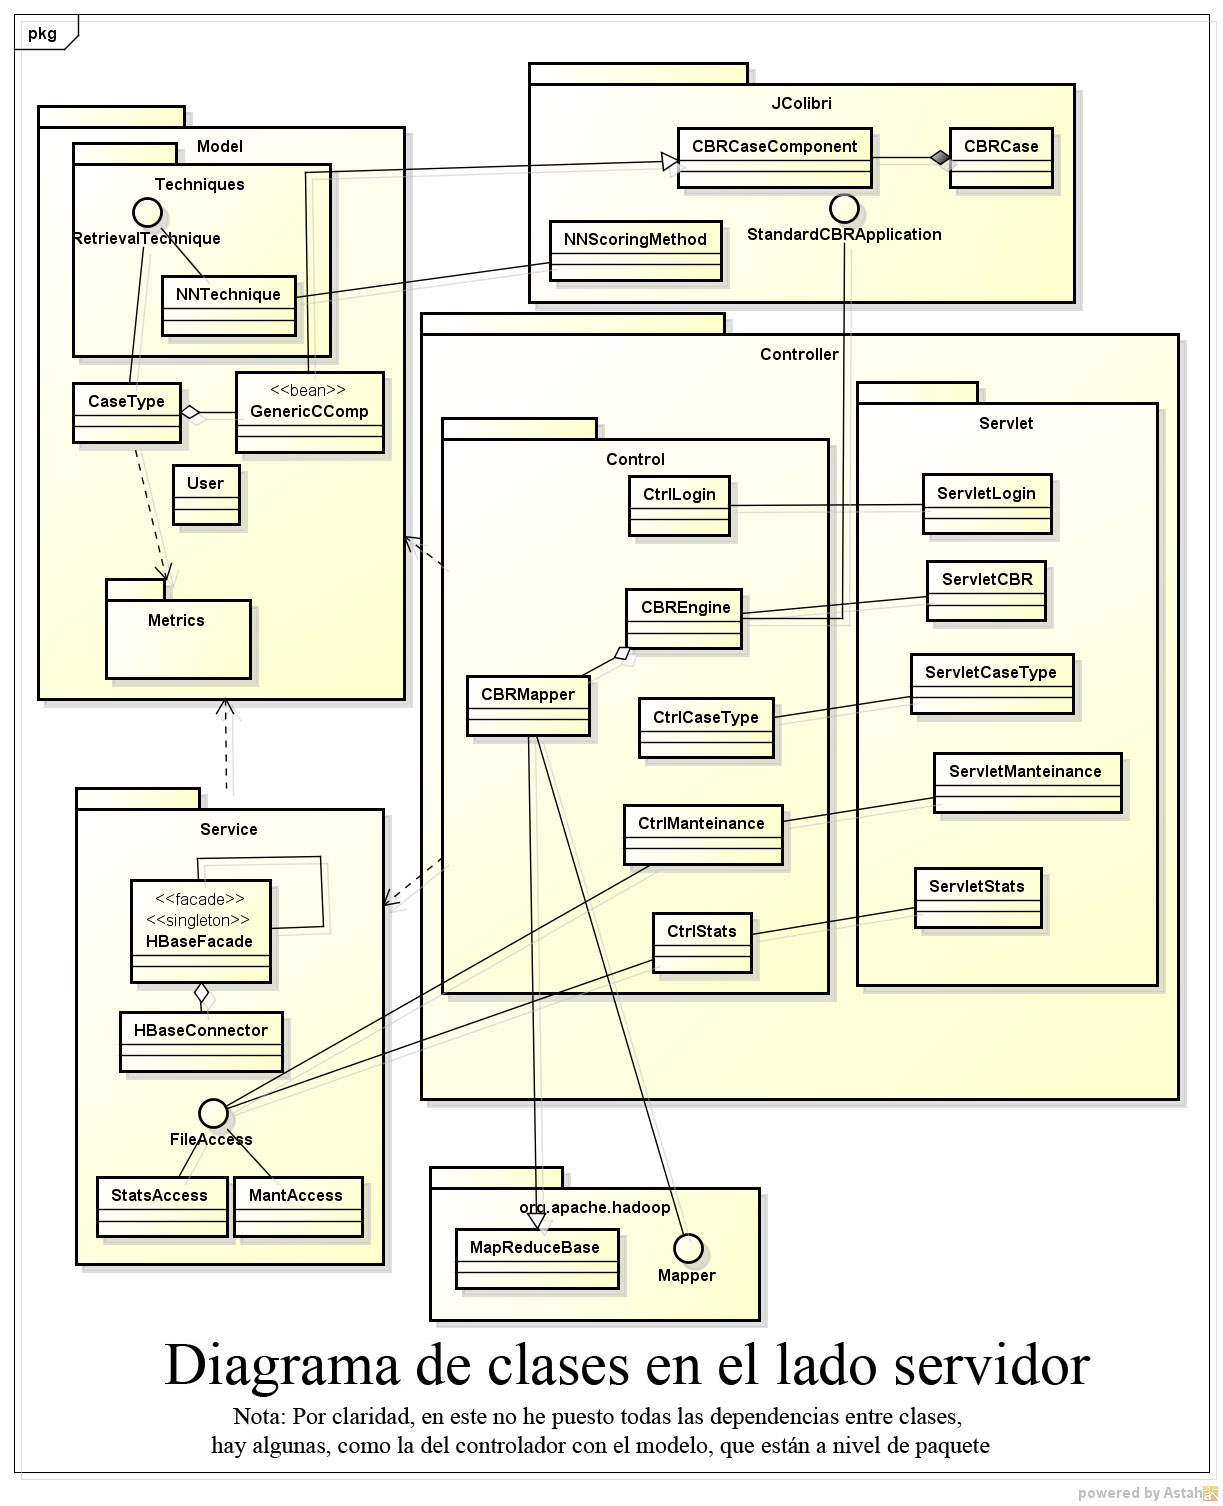 pkg
JColibri
CBRCaseComponent
CBRCase
StandardCBRApplication
NNScoringMethod
Model
Techniques
RetrievalTechnique
NNTechnique
CaseType
<<bean>>
GenericCComp
User
Metrics
Controller
Control
CtrlLogin
CBREngine
CBRMapper
CtrlCaseType
CtrlManteinance
CtrlStats
Servlet
ServletLogin
ServletCBR
ServletCaseType
ServletManteinance
ServletStats
Service
<<facade>>
<<singleton>>
HBaseFacade
HBaseConnector
FileAccess
StatsAccess
MantAccess
org.apache.hadoop
MapReduceBase
Mapper
Diagrama de clases en el lado servidor
Nota: Por claridad, en este no he puesto todas las dependencias entre clases,
hay algunas, como la del controlador con el modelo, que están a nivel de paquete
powered by Astah